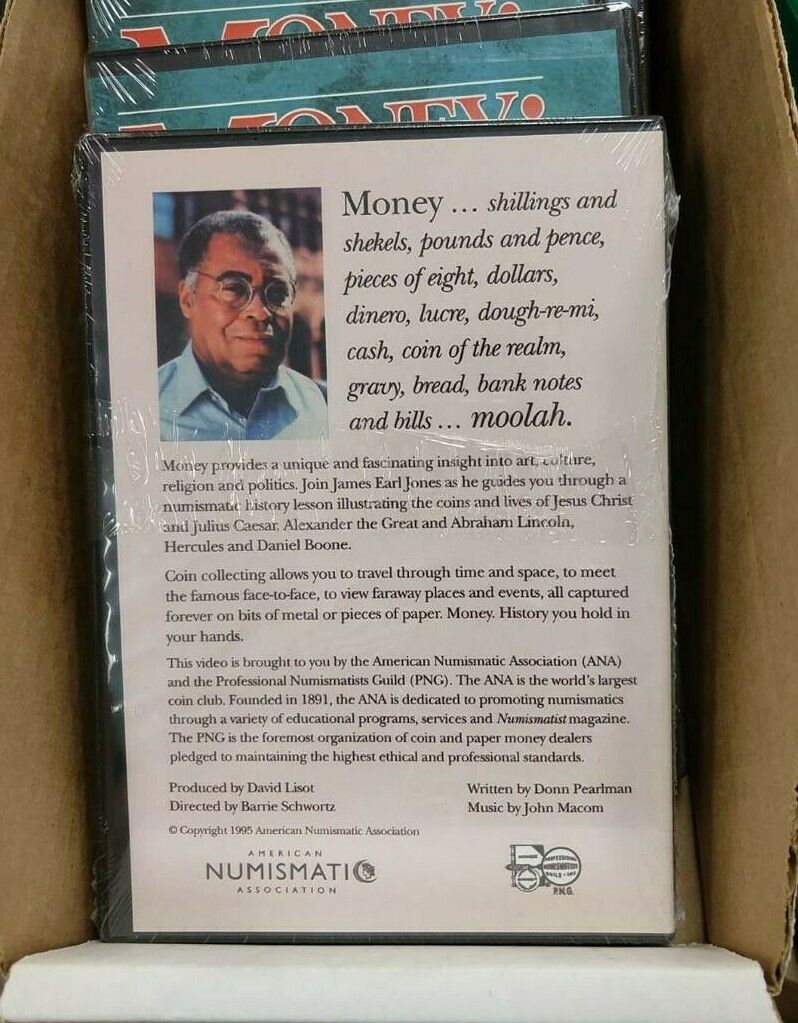 MONEY:
MONEY:
Money ... shillings and
shekels, pounds and pence,
pieces of eight, dollars,
dinero, lucre, dough-re-mi,
cash, coin of the realm,
gravy, bread, bank notes
and bills ... moolah.
Money provides a unique and fascinating insight into art, culture,
religion and politics. Join James Earl Jones as he guides you through a
numismatic history lesson illustrating the coins and lives of Jesus Christ
and Julius Caesar, Alexander the Great and Abraham Lincoln,
Hercules and Daniel Boone.
Coin collecting allows you to travel through time and space, to meet
the famous face-to-face, to view faraway places and events, all captured
forever on bits of metal or pieces of paper. Money. History you hold in
your hands.
This video is brought to you by the American Numismatic Association (ANA)
and the Professional Numismatists Guild (PNG). The ANA is the world's largest
coin club. Founded in 1891, the ANA is dedicated to promoting numismatics
through a variety of educational programs, services and Numismatist magazine.
The PNG is the foremost organization of coin and paper money dealers
pledged to maintaining the highest ethical and professional standards.
Produced by David Lisot
Directed by Barrie Schwortz
Written by Donn Pearlman
Music by John Macom
© Copyright 1995 American Numismatic Association
AMERICAN
NUMISMATIC
ASSOCIATION
PROFESSIONAL
NUMISMATISTS
GUILD • INC.
P.N.G.